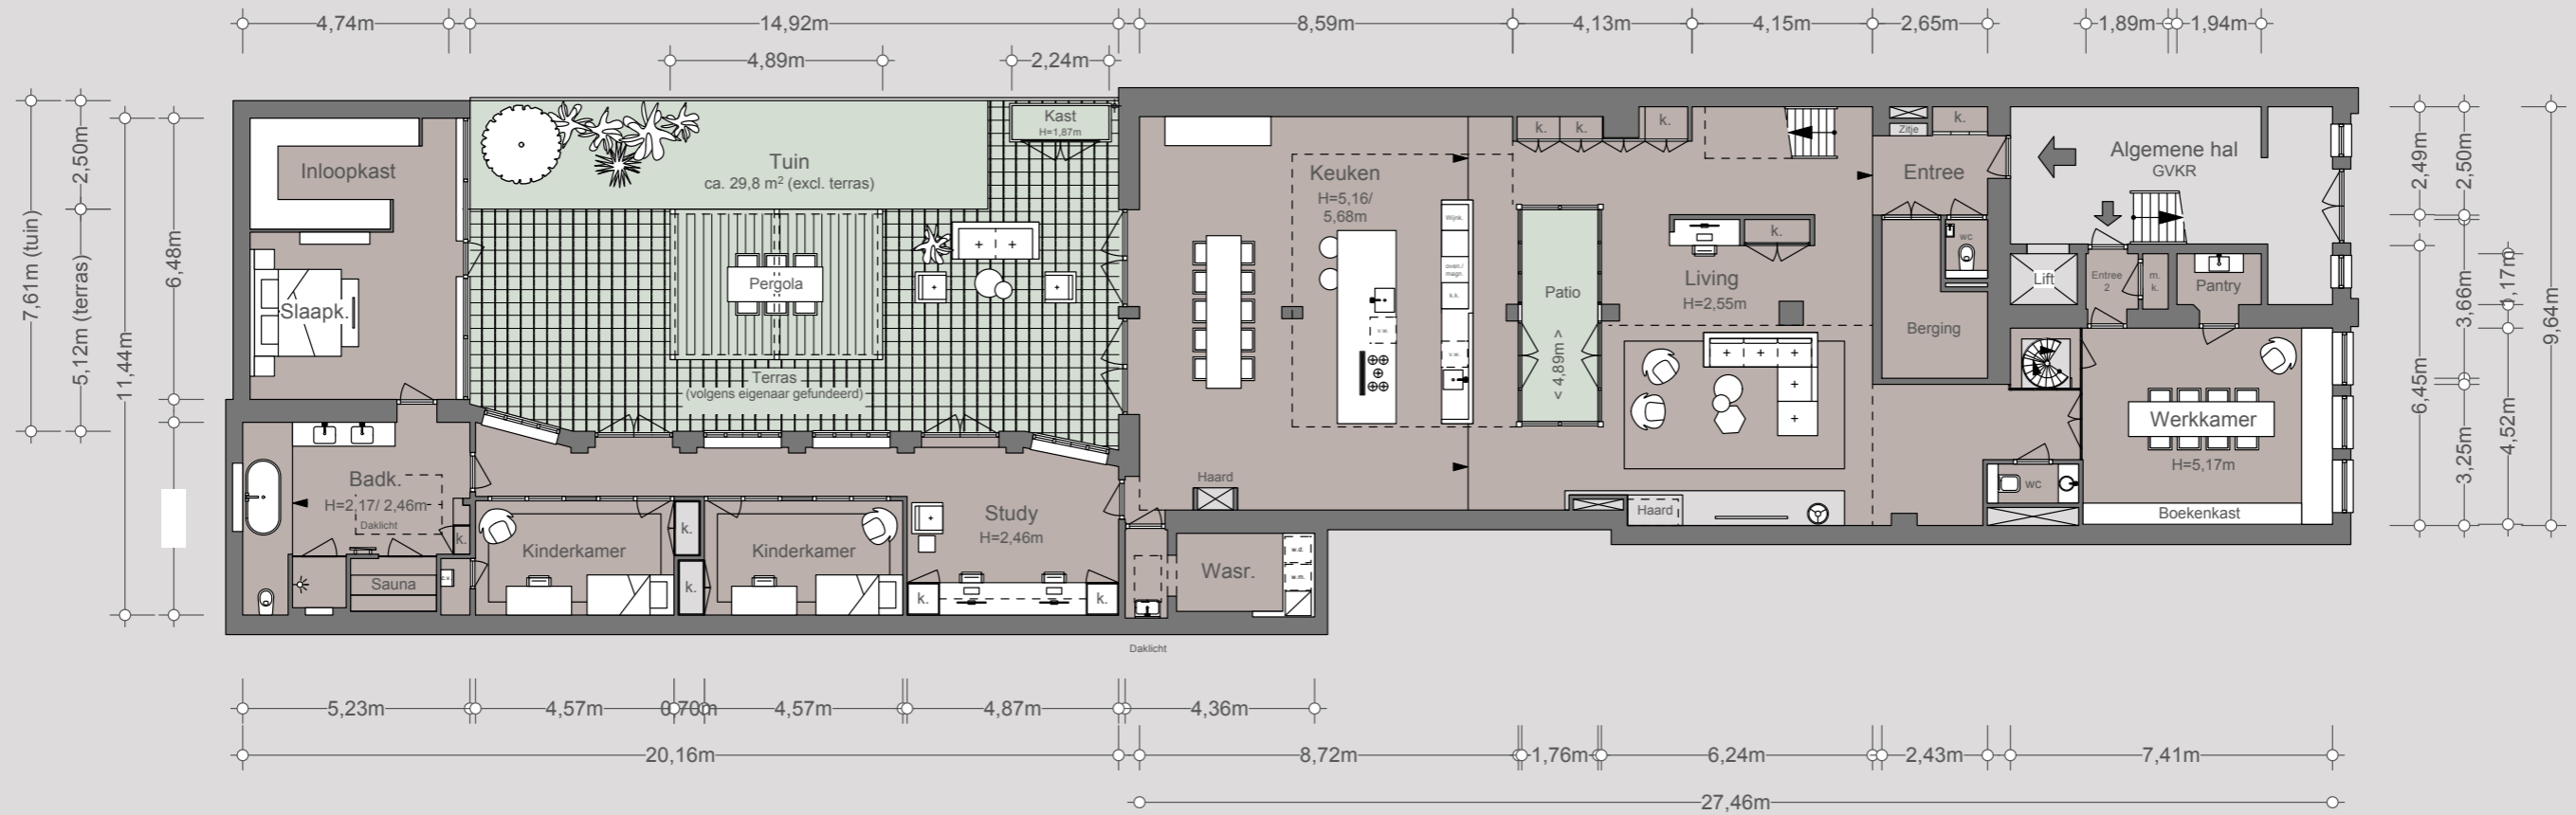 4,74m
14,92m
8,59m
4,13m
4,15m
2,65m
1,89m
1,94m
4,89m
2,24m
7,61m (tuin)
2,50m
5,12m (terras)
11,44m
6,48m
Inloopkast
Slaapk.
Tuin
ca. 29,8 m² (excl. terras)
Kast
H=1,87m
Pergola
Terras
(volgens eigenaar gefundeerd)
Keuken
H=5,16/
5,68m
Wijnk.
oven./
magn.
k.k.
v.w.
v.w.
k.
k.
k.
Patio
< 4,89m >
Living
H=2,55m
k.
Zitje
k.
Entree
wc
Berging
Algemene hal
GVKR
Lift
Entree
2
m.
k.
Pantry
Werkkamer
H=5,17m
Boekenkast
wc
Haard
Haard
Badk.
H=2,17/ 2,46m
Daklicht
k.
Sauna
c.v.
Kinderkamer
k.
k.
Kinderkamer
Study
H=2,46m
k.
k.
Wasr.
w.d.
w.m.
Daklicht
2,49m
2,50m
6,45m
3,66m
3,25m
0,17m
4,52m
9,64m
5,23m
4,57m
0,70m
4,57m
4,87m
4,36m
20,16m
8,72m
1,76m
6,24m
2,43m
7,41m
27,46m